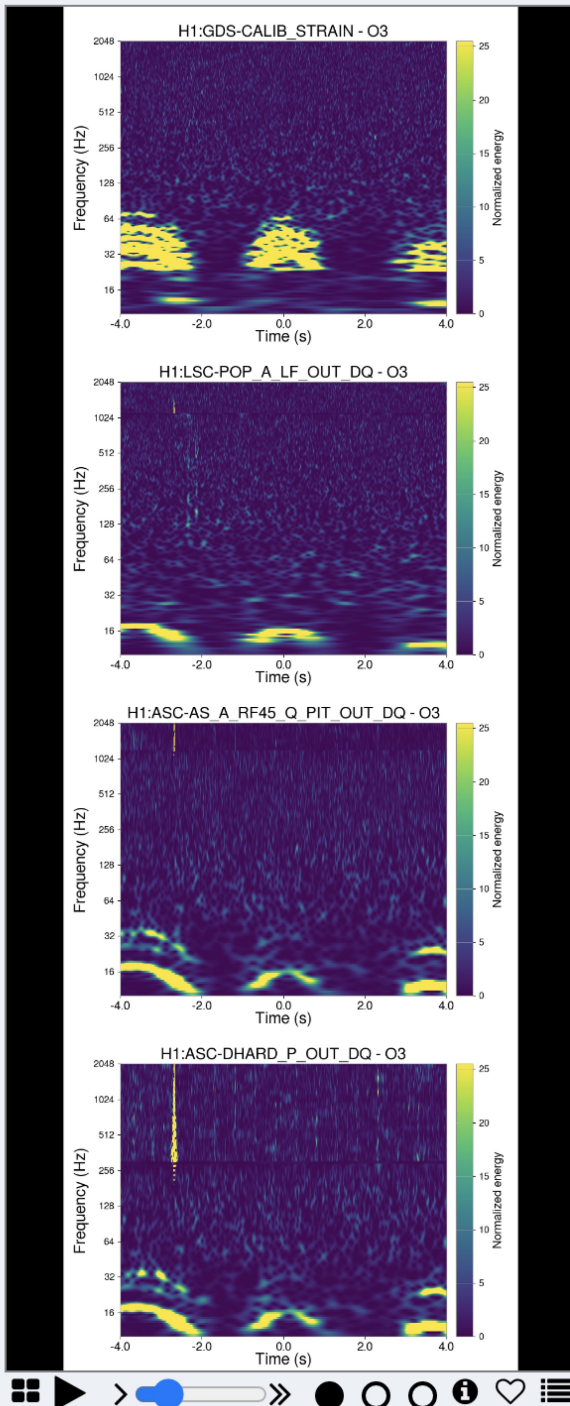 H1:GDS-CALIB_STRAIN - O3
2048
1024
512
256
128
64
32
16
Frequency (Hz)
-4.0 -2.0 0.0 2.0 4.0
Time (s)
25
20
15
10
5
0
Normalized energy
H1:LSC-POP_A_LF_OUT_DQ - O3
2048
1024
512
256
128
64
32
16
Frequency (Hz)
-4.0 -2.0 0.0 2.0 4.0
Time (s)
25
20
15
10
5
0
Normalized energy
H1:ASC-AS_A_RF45_Q_PIT_OUT_DQ - O3
2048
1024
512
256
128
64
32
16
Frequency (Hz)
-4.0 -2.0 0.0 2.0 4.0
Time (s)
25
20
15
10
5
0
Normalized energy
H1:ASC-DHARD_P_OUT_DQ - O3
2048
1024
512
256
128
64
32
16
Frequency (Hz)
-4.0 -2.0 0.0 2.0 4.0
Time (s)
25
20
15
10
5
0
Normalized energy